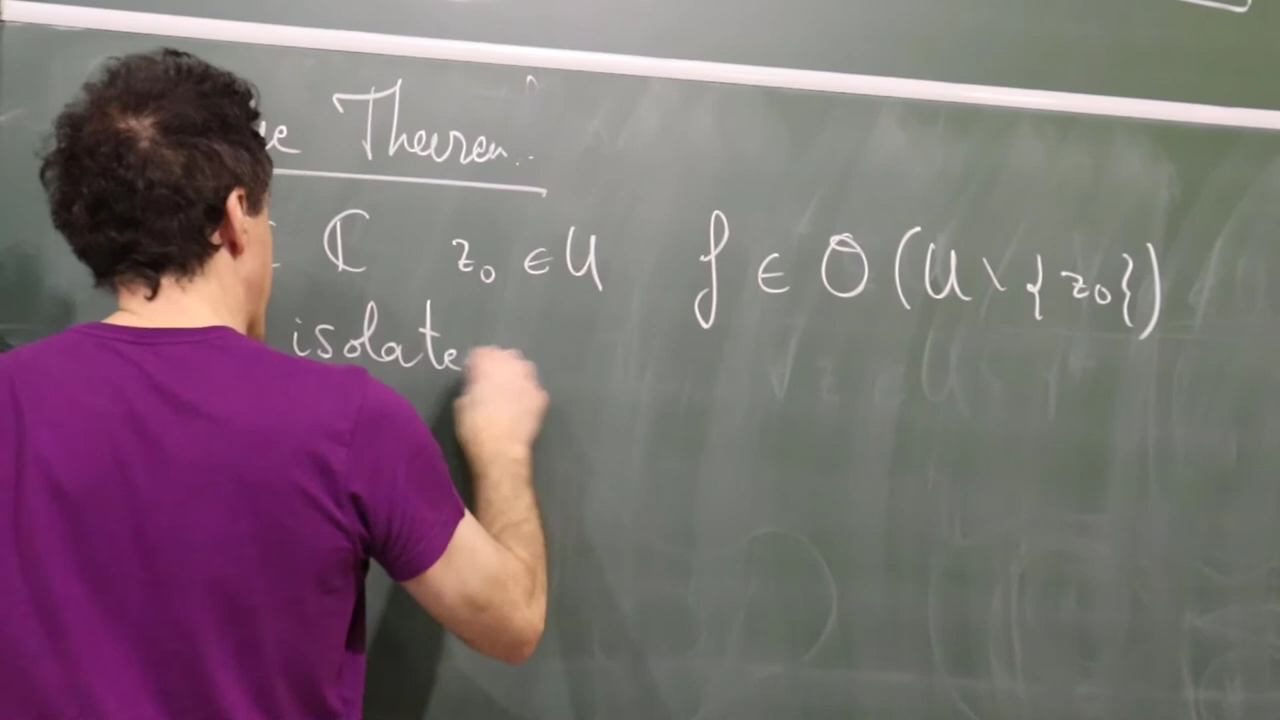 Theorem..
ℂ z₀ ∈ U f ∈ O(U \ {z₀})
isolate